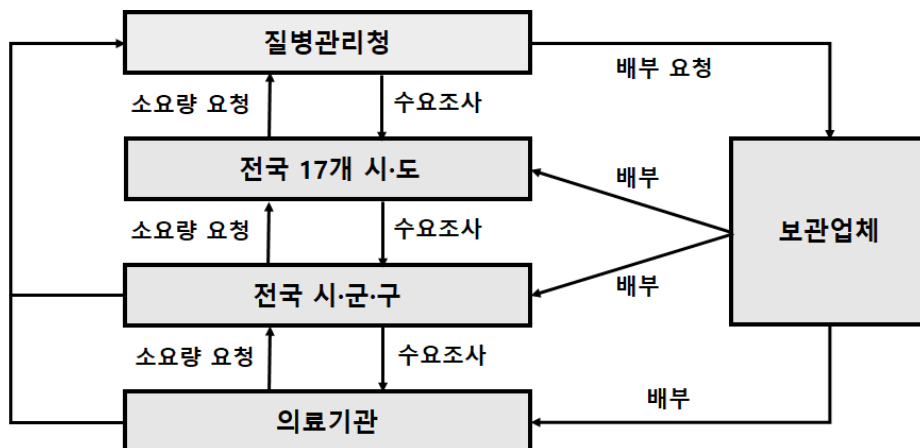 질병관리청
배부 요청
소요량 요청
수요조사
전국 17개 시·도
배부
보관업체
소요량 요청
수요조사
전국 시·군·구
배부
소요량 요청
수요조사
배부
의료기관